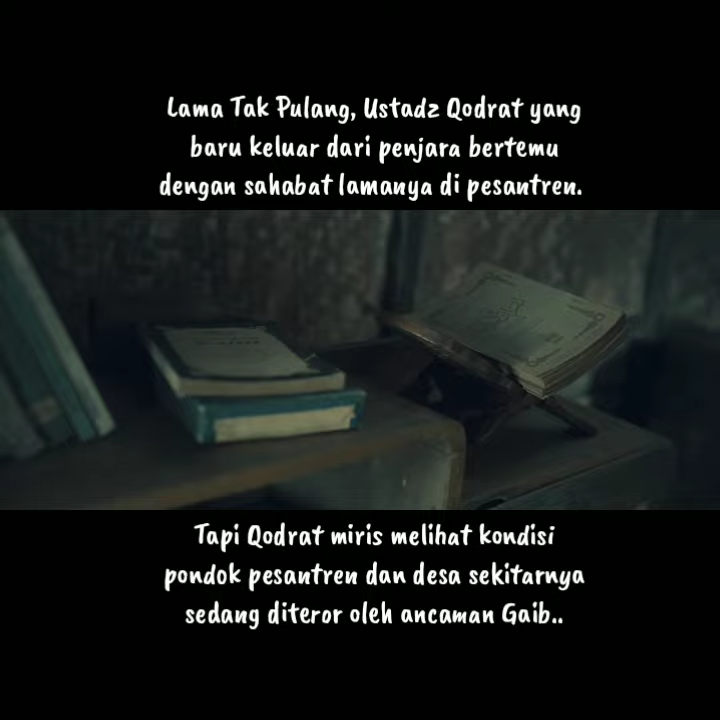 Lama Tak Pulang, Ustadz Qodrat yang
baru keluar dari penjara bertemu
dengan sahabat lamanya di pesantren.
Tapi Qodrat miris melihat kondisi
pondok pesantren dan desa sekitarnya
sedang diteror oleh ancaman Gaib..